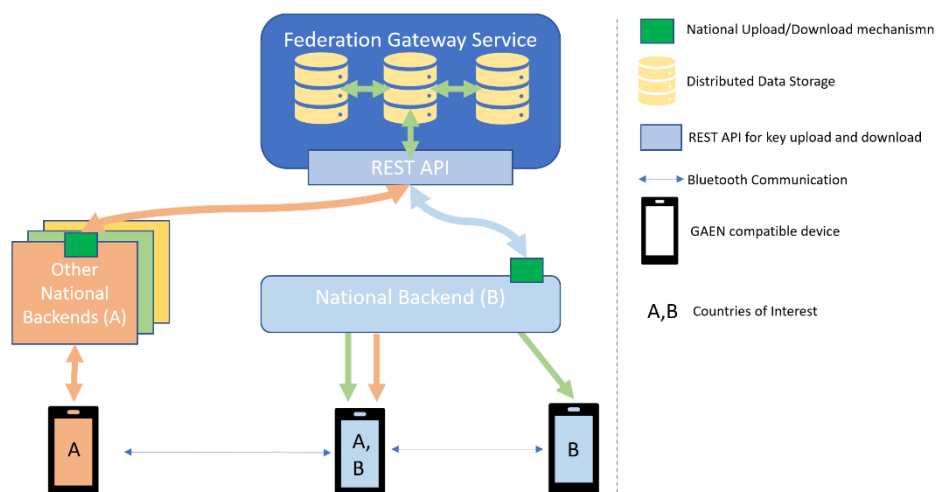 Federation Gateway Service
REST API
Other
National
Backends (A)
National Backend (B)
A
A,
B
B
National Upload/Download mechanismn
Distributed Data Storage
REST API for key upload and download
Bluetooth Communication
GAEN compatible device
A,B
Countries of Interest